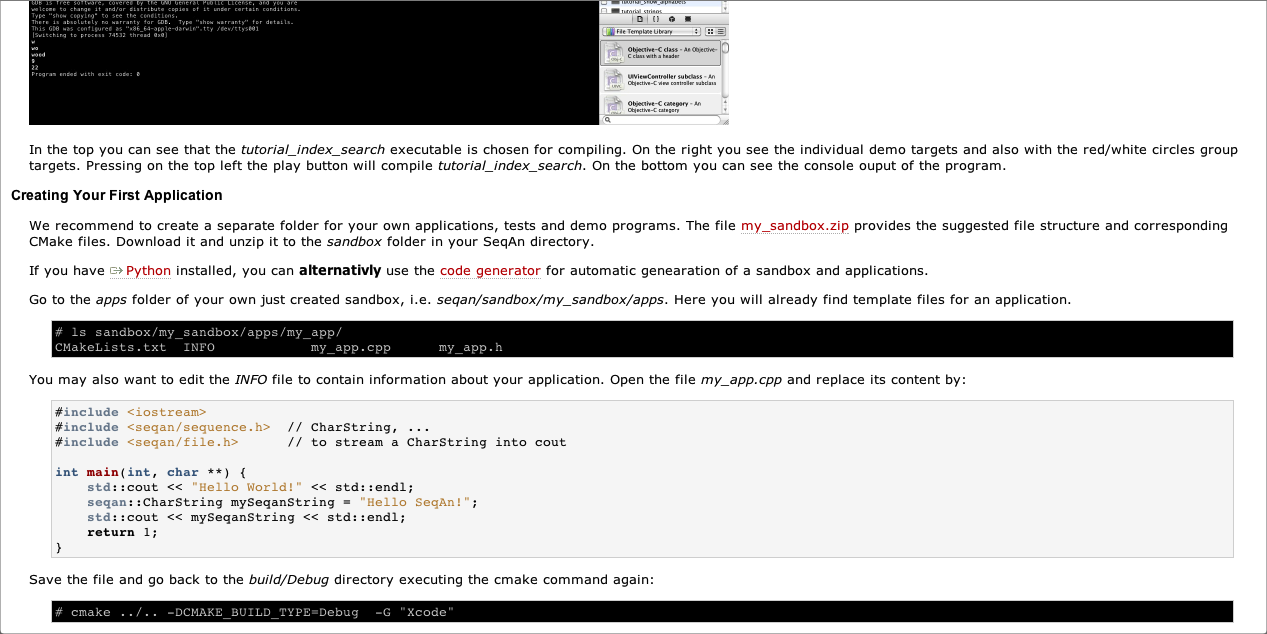 GDB is free software, covered by the GNU General Public License, and you are
welcome to change it and/or distribute copies of it under certain conditions.
Type "show copying" to see the conditions.
There is absolutely no warranty for GDB.  Type "show warranty" for details.
This GDB was configured as "x86_64-apple-darwin".tty /dev/ttys001
[Switching to process 74532 thread 0x0]
w
wo
wood
9
22
Program ended with exit code: 0
tutorial_show_alphabets
tutorial_strings
File Template Library
Objective-C class - An Objective-
C class with a header
UIViewController subclass - An
Objective-C view controller subclass
Objective-C category - An
Objective-C category
In the top you can see that the tutorial_index_search executable is chosen for compiling. On the right you see the individual demo targets and also with the red/white circles group
targets. Pressing on the top left the play button will compile tutorial_index_search. On the bottom you can see the console ouput of the program.
Creating Your First Application
We recommend to create a separate folder for your own applications, tests and demo programs. The file my_sandbox.zip provides the suggested file structure and corresponding
CMake files. Download it and unzip it to the sandbox folder in your SeqAn directory.
If you have Python installed, you can alternativly use the code generator for automatic genearation of a sandbox and applications.
Go to the apps folder of your own just created sandbox, i.e. seqan/sandbox/my_sandbox/apps. Here you will already find template files for an application.
# ls sandbox/my_sandbox/apps/my_app/
CMakeLists.txt  INFO            my_app.cpp      my_app.h
You may also want to edit the INFO file to contain information about your application. Open the file my_app.cpp and replace its content by:
#include <iostream>
#include <seqan/sequence.h>  // CharString, ...
#include <seqan/file.h>      // to stream a CharString into cout
int main(int, char **) {
    std::cout << "Hello World!" << std::endl;
    seqan::CharString mySeqanString = "Hello SeqAn!";
    std::cout << mySeqanString << std::endl;
    return 1;
}
Save the file and go back to the build/Debug directory executing the cmake command again:
# cmake ../.. -DCMAKE_BUILD_TYPE=Debug  -G "Xcode"